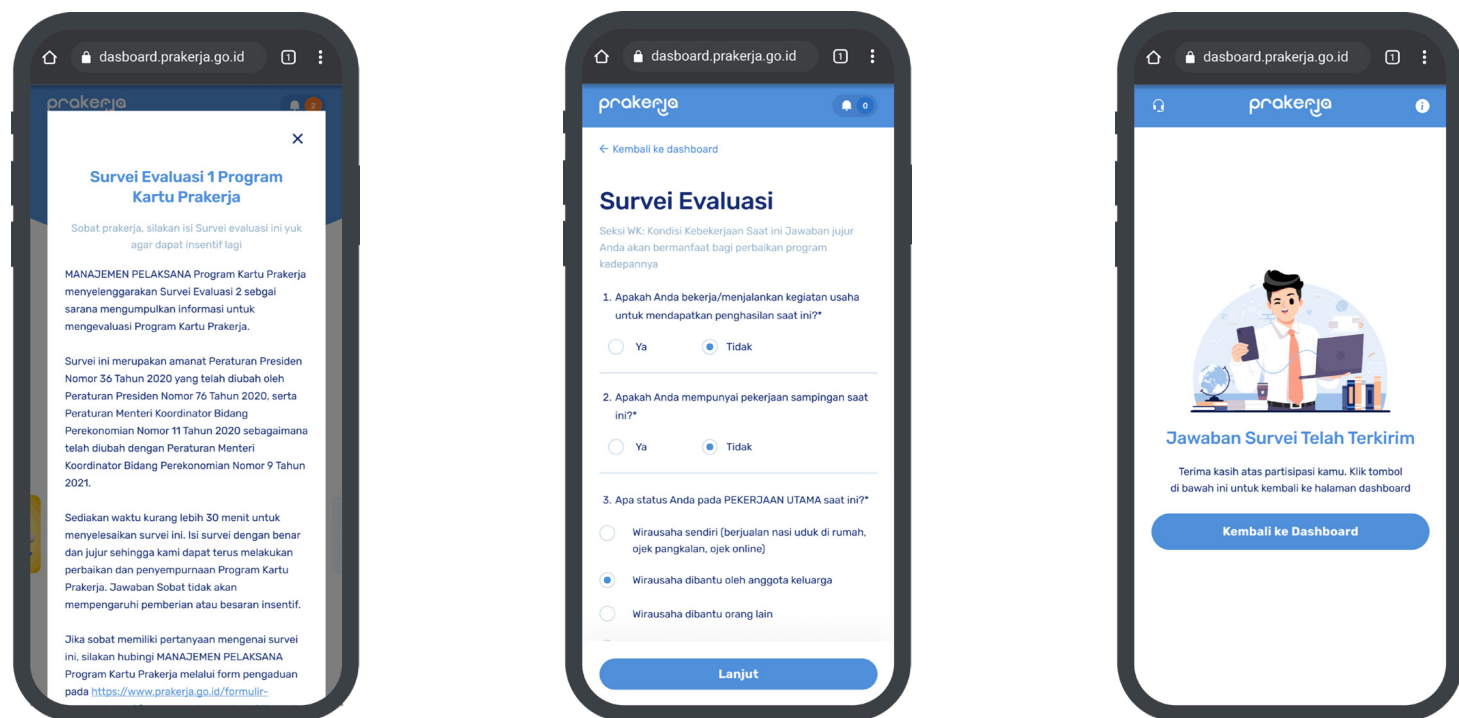 dasboard.prakerja.go.id
1
prakerja
2
Survei Evaluasi 1 Program
Kartu Prakerja
Sobat prakerja, silakan isi Survei evaluasi ini yuk
agar dapat insentif lagi
MANAJEMEN PELAKSANA Program Kartu Prakerja
menyelenggarakan Survei Evaluasi 2 sebgai
sarana mengumpulkan informasi untuk
mengevaluasi Program Kartu Prakerja.
Survei ini merupakan amanat Peraturan Presiden
Nomor 36 Tahun 2020 yang telah diubah oleh
Peraturan Presiden Nomor 76 Tahun 2020, serta
Peraturan Menteri Koordinator Bidang
Perekonomian Nomor 11 Tahun 2020 sebagaimana
telah diubah dengan Peraturan Menteri
Koordinator Bidang Perekonomian Nomor 9 Tahun
2021.
Sediakan waktu kurang lebih 30 menit untuk
menyelesaikan survei ini. Isi survei dengan benar
dan jujur sehingga kami dapat terus melakukan
perbaikan dan penyempurnaan Program Kartu
Prakerja. Jawaban Sobat tidak akan
mempengaruhi pemberian atau besaran insentif.
Jika sobat memiliki pertanyaan mengenai survei
ini, silakan hubingi MANAJEMEN PELAKSANA
Program Kartu Prakerja melalui form pengaduan
pada https://www.prakerja.go.id/formulir-
dasboard.prakerja.go.id
1
prakerja
0
← Kembali ke dashboard
Survei Evaluasi
Seksi WK: Kondisi Kebekerjaan Saat ini Jawaban jujur
Anda akan bermanfaat bagi perbaikan program
kedepannya
1. Apakah Anda bekerja/menjalankan kegiatan usaha
untuk mendapatkan penghasilan saat ini?*
Ya Tidak
2. Apakah Anda mempunyai pekerjaan sampingan saat
ini?*
Ya Tidak
3. Apa status Anda pada PEKERJAAN UTAMA saat ini?*
Wirausaha sendiri (berjualan nasi uduk di rumah,
ojek pangkalan, ojek online)
Wirausaha dibantu oleh anggota keluarga
Wirausaha dibantu orang lain
Lanjut
dasboard.prakerja.go.id
1
prakerja
Jawaban Survei Telah Terkirim
Terima kasih atas partisipasi kamu. Klik tombol
di bawah ini untuk kembali ke halaman dashboard
Kembali ke Dashboard